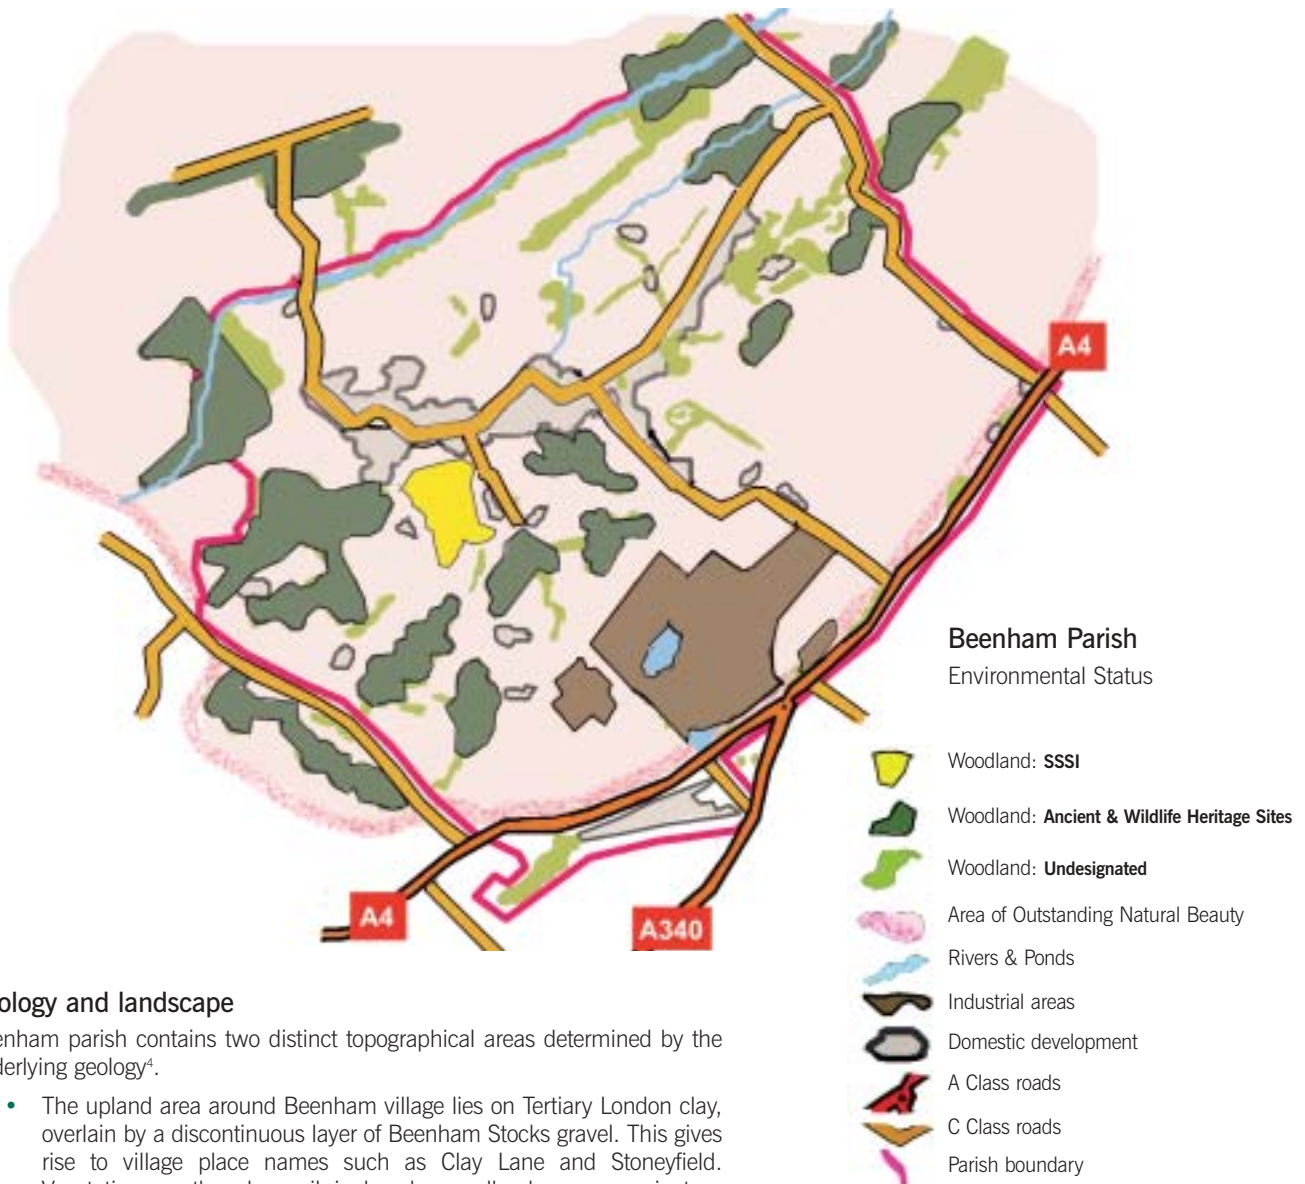 A4
A4
A340
Beenham Parish
Environmental Status
Woodland: SSSI
Woodland: Ancient & Wildlife Heritage Sites
Woodland: Undesignated
Area of Outstanding Natural Beauty
Rivers & Ponds
Industrial areas
Domestic development
A Class roads
C Class roads
Parish boundary
ology and landscape
enham parish contains two distinct topographical areas determined by the
derlying geology⁴.
• The upland area around Beenham village lies on Tertiary London clay,
overlain by a discontinuous layer of Beenham Stocks gravel. This gives
rise to village place names such as Clay Lane and Stoneyfield.